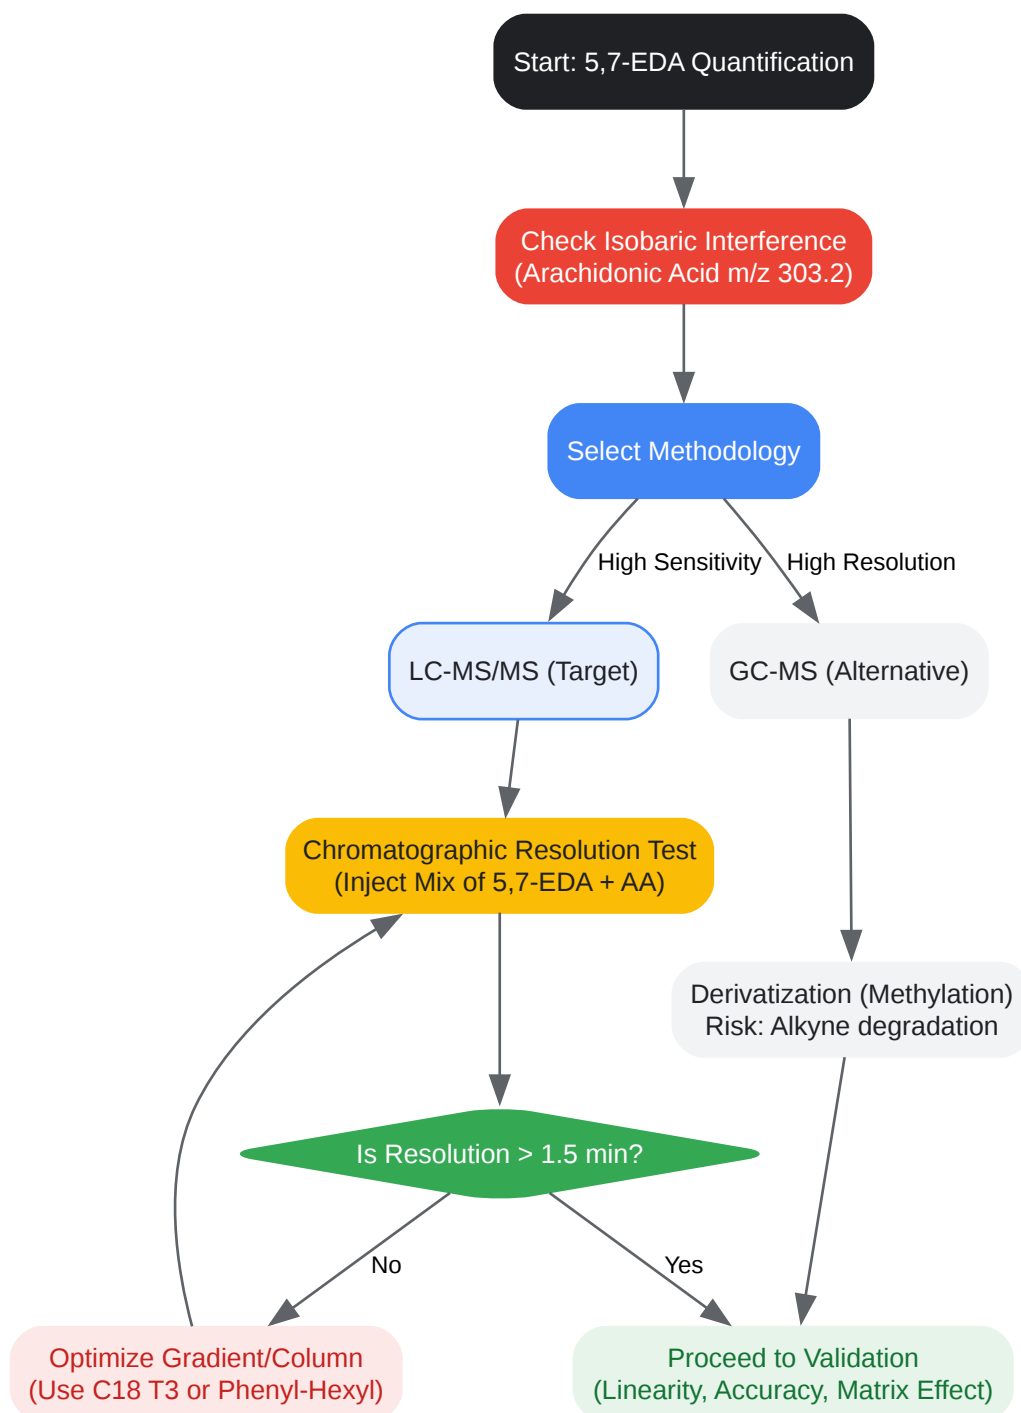 Start: 5,7-EDA Quantification
Check Isobaric Interference
(Arachidonic Acid m/z 303.2)
Select Methodology
High Sensitivity
High Resolution
LC-MS/MS (Target)
GC-MS (Alternative)
Chromatographic Resolution Test
(Inject Mix of 5,7-EDA + AA)
Derivatization (Methylation)
Risk: Alkyne degradation
Is Resolution > 1.5 min?
No
Yes
Optimize Gradient/Column
(Use C18 T3 or Phenyl-Hexyl)
Proceed to Validation
(Linearity, Accuracy, Matrix Effect)